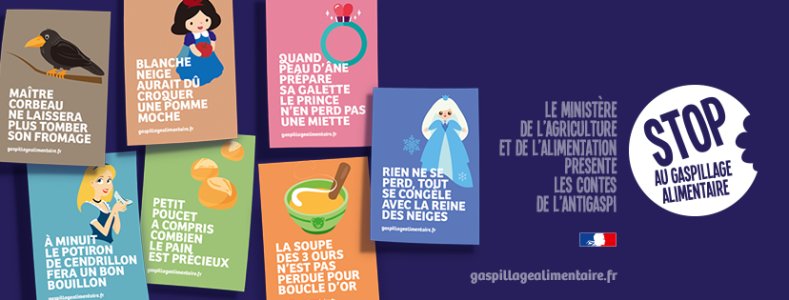 MAÎTRE
CORBEAU
NE LAISSERA
PLUS TOMBER
SON FROMAGE
gaspillagealimentaire.fr
BLANCHE
NEIGE
AURAIT DÛ
CROQUER
UNE POMME
MOCHE
gaspillagealimentaire.fr
QUAND
PEAU D'ÂNE
PRÉPARE
SA GALETTE
LE PRINCE
N'EN PERD PAS
UNE MIETTE
gaspillagealimentaire.fr
À MINUIT
LE POTIRON
DE CENDRILLON
FERA UN BON
BOUILLON
PETIT
POUCET
A COMPRIS
COMBIEN
LE PAIN
EST PRÉCIEUX
gaspillagealimentaire.fr
LA SOUPE
DES 3 OURS
N'EST PAS
PERDUE POUR
BOUCLE D'OR
RIEN NE SE
PERD, TOUT
SE CONGÈLE
AVEC LA REINE
DES NEIGES
gaspillagealimentaire.fr
LE MINISTÈRE
DE L'AGRICULTURE
ET DE L'ALIMENTATION
PRÉSENTE
LES CONTES
DE L'ANTIGASPI
gaspillagealimentaire.fr
STOP
AU GASPILLAGE
ALIMENTAIRE